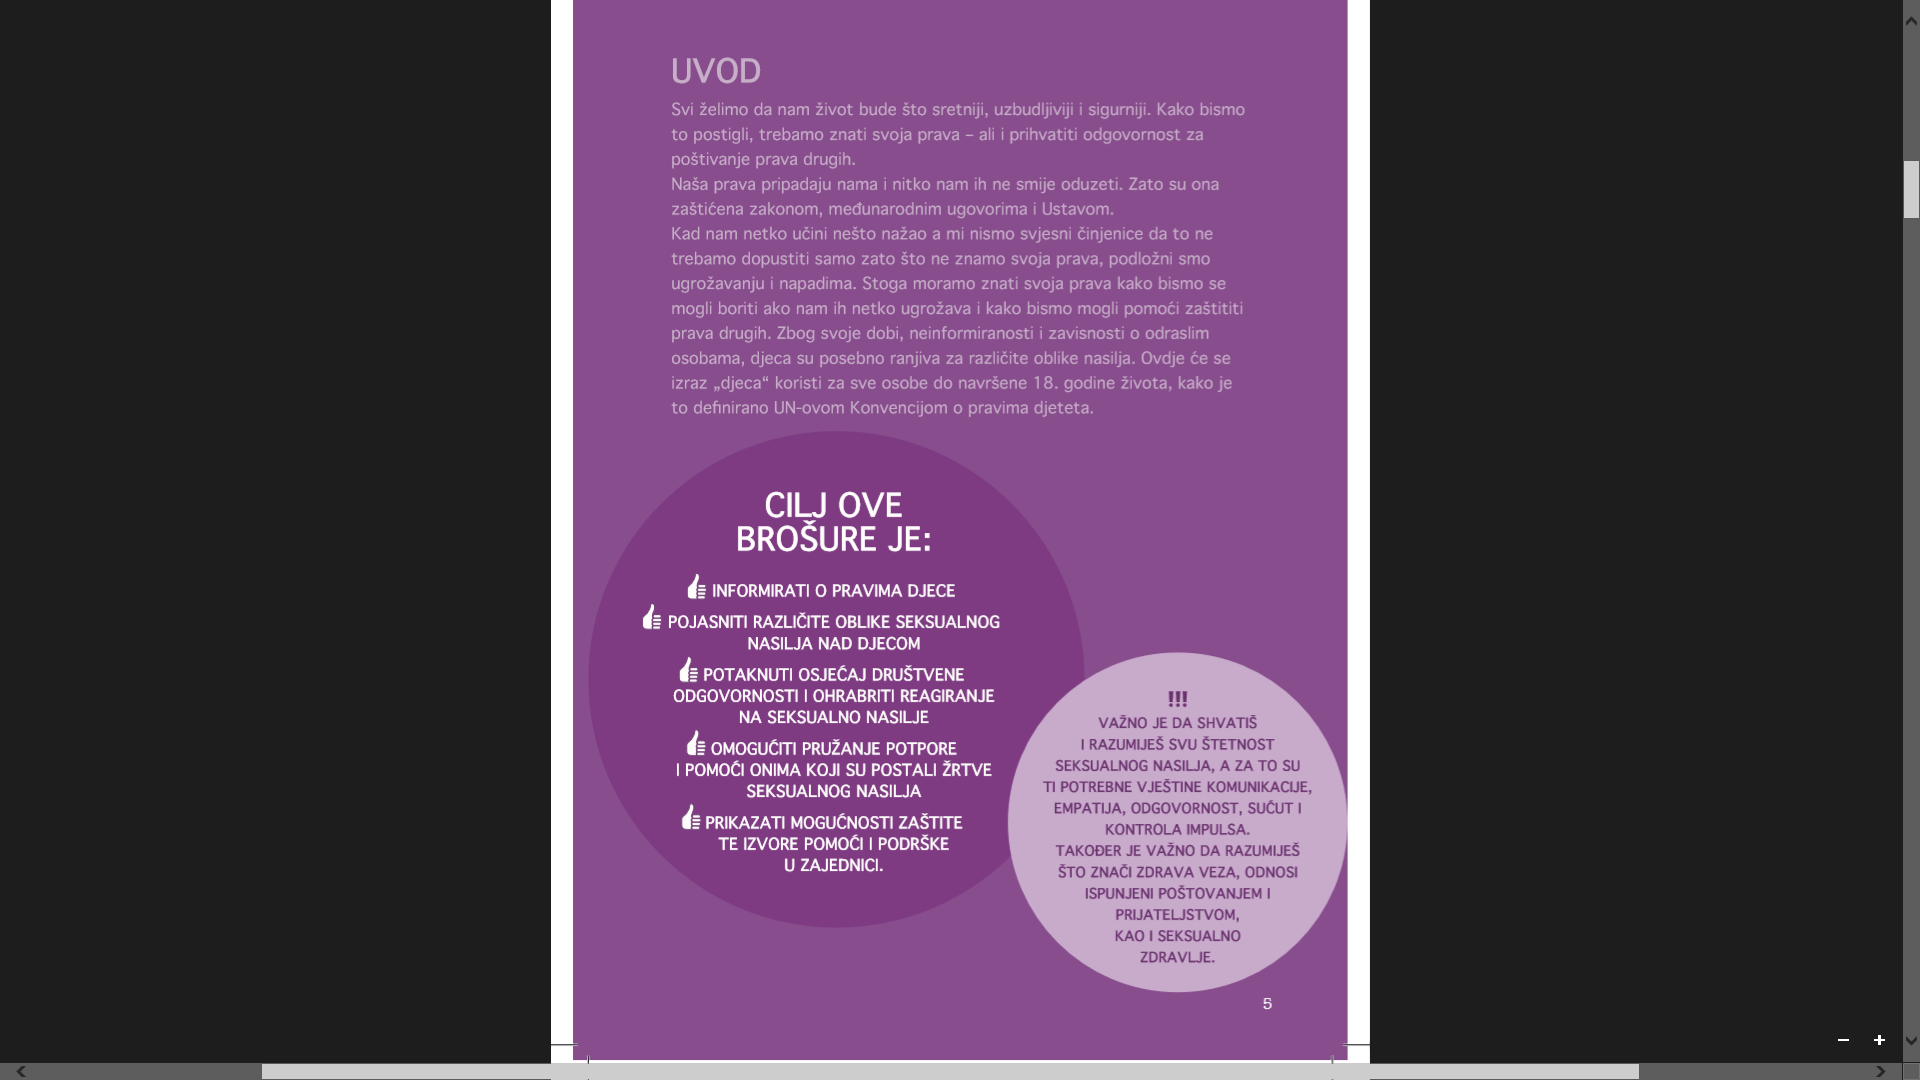 UVOD
Svi želimo da nam život bude što sretniji, uzbudljiviji i sigurniji. Kako bismo
to postigli, trebamo znati svoja prava – ali i prihvatiti odgovornost za
poštivanje prava drugih.
Naša prava pripadaju nama i nitko nam ih ne smije oduzeti. Zato su ona
zaštićena zakonom, međunarodnim ugovorima i Ustavom.
Kad nam netko učini nešto nažao a mi nismo svjesni činjenice da to ne
trebamo dopustiti samo zato što ne znamo svoja prava, podložni smo
ugrožavanju i napadima. Stoga moramo znati svoja prava kako bismo se
mogli boriti ako nam ih netko ugrožava i kako bismo mogli pomoći zaštititi
prava drugih. Zbog svoje dobi, neinformiranosti i zavisnosti o odraslim
osobama, djeca su posebno ranjiva za različite oblike nasilja. Ovdje će se
izraz „djeca“ koristi za sve osobe do navršene 18. godine života, kako je
to definirano UN-ovom Konvencijom o pravima djeteta.
CILJ OVE
BROŠURE JE:
INFORMIRATI O PRAVIMA DJECE
POJASNITI RAZLIČITE OBLIKE SEKSUALNOG
NASILJA NAD DJECOM
POTAKNUTI OSJEĆAJ DRUŠTVENE
ODGOVORNOSTI I OHRABRITI REAGIRANJE
NA SEKSUALNO NASILJE
OMOGUĆITI PRUŽANJE POTPORE
I POMOĆI ONIMA KOJI SU POSTALI ŽRTVE
SEKSUALNOG NASILJA
PRIKAZATI MOGUĆNOSTI ZAŠTITE
TE IZVORE POMOĆI I PODRŠKE
U ZAJEDNICI.
!!!
VAŽNO JE DA SHVATIŠ
I RAZUMIJEŠ SVU ŠTETNOST
SEKSUALNOG NASILJA, A ZA TO SU
TI POTREBNE VJEŠTINE KOMUNIKACIJE,
EMPATIJA, ODGOVORNOST, SUĆUT I
KONTROLA IMPULSA.
TAKOĐER JE VAŽNO DA RAZUMIJEŠ
ŠTO ZNAČI ZDRAVA VEZA, ODNOSI
ISPUNJENI POŠTOVANJEM I
PRIJATELJSTVOM,
KAO I SEKSUALNO
ZDRAVLJE.
5